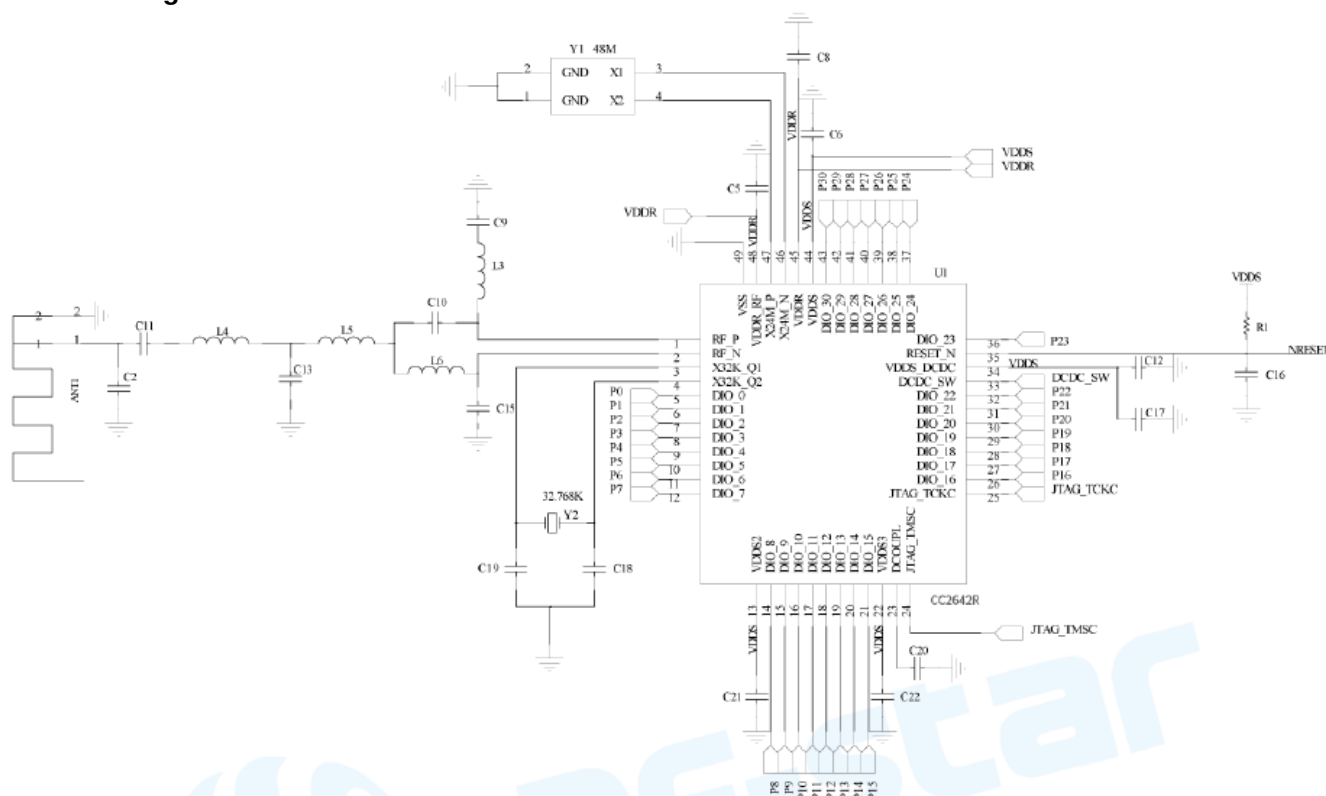 g
Y1 48M
2 GND X1 3
1 GND X2 4
C8
VDDR
C6
VDDS
VDDR
C5
VDDR
VDDR
VDDS
P30
P29
P28
P27
P26
P25
P24
49
48
47
46
45
44
43
42
41
40
39
38
37
U1
VSS
VDDR_RF
X24M_P
X24M_N
VDDR
VDDS
DIO_30
DIO_29
DIO_28
DIO_27
DIO_26
DIO_25
DIO_24
C9
L3
C10
C11
L4
L5
L6
2 2
1 1
ANT1
C2
C13
C15
1 RF_P
2 RF_N
3 X32K_Q1
4 X32K_Q2
P0 5 DIO_0
P1 6 DIO_1
P2 7 DIO_2
P3 8 DIO_3
P4 9 DIO_4
P5 10 DIO_5
P6 11 DIO_6
P7 12 DIO_7
DIO_23 36 P23
RESET_N 35
VDDS_DCDC 34 VDDS
DCDC_SW 33 DCDC_SW
DIO_22 32 P22
DIO_21 31 P21
DIO_20 30 P20
DIO_19 29 P19
DIO_18 28 P18
DIO_17 27 P17
DIO_16 26 P16
JTAG_TCKC 25 JTAG_TCKC
VDDS
R1
NRESET
C12
C16
C17
32.768K
Y2
C19
C18
VDDS2
DIO_8
DIO_9
DIO_10
DIO_11
DIO_12
DIO_13
DIO_14
DIO_15
VDDS3
DCOUPL
JTAG_TMSC
CC2642R
13
14
15
16
17
18
19
20
21
22
23
24
VDDS
VDDS
JTAG_TMSC
C20
C21
C22
P8
P9
P10
P11
P12
P13
P14
P15
RF-star